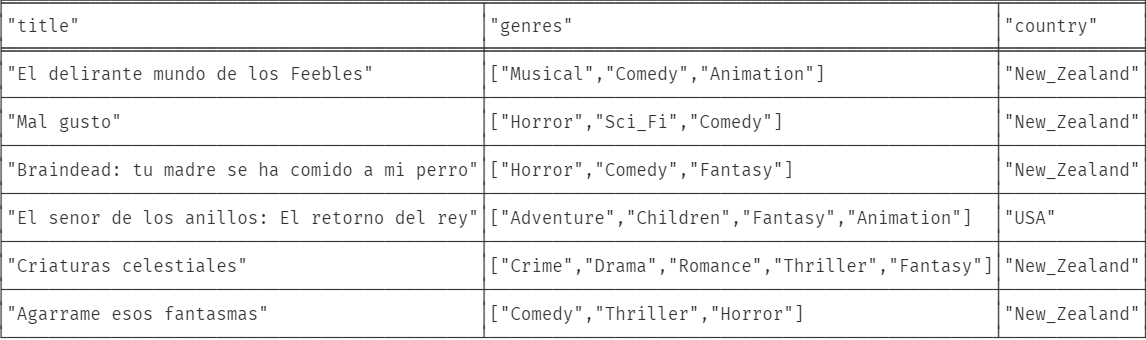 "title" "genres" "country"
"El delirante mundo de los Feebles" ["Musical","Comedy","Animation"] "New_Zealand"
"Mal gusto" ["Horror","Sci_Fi","Comedy"] "New_Zealand"
"Braindead: tu madre se ha comido a mi perro" ["Horror","Comedy","Fantasy"] "New_Zealand"
"El senor de los anillos: El retorno del rey" ["Adventure","Children","Fantasy","Animation"] "USA"
"Criaturas celestiales" ["Crime","Drama","Romance","Thriller","Fantasy"] "New_Zealand"
"Agarrame esos fantasmas" ["Comedy","Thriller","Horror"] "New_Zealand"